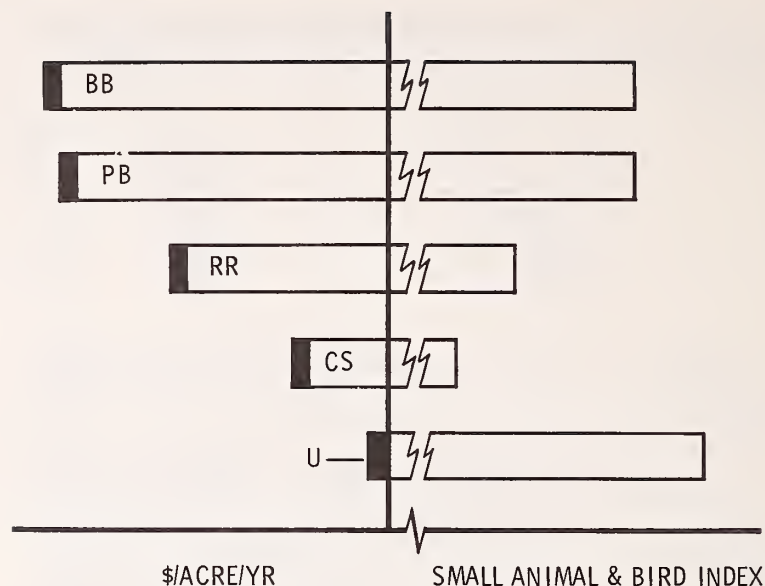 BB
PB
RR
CS
U
$/ACRE/YR
SMALL ANIMAL & BIRD INDEX